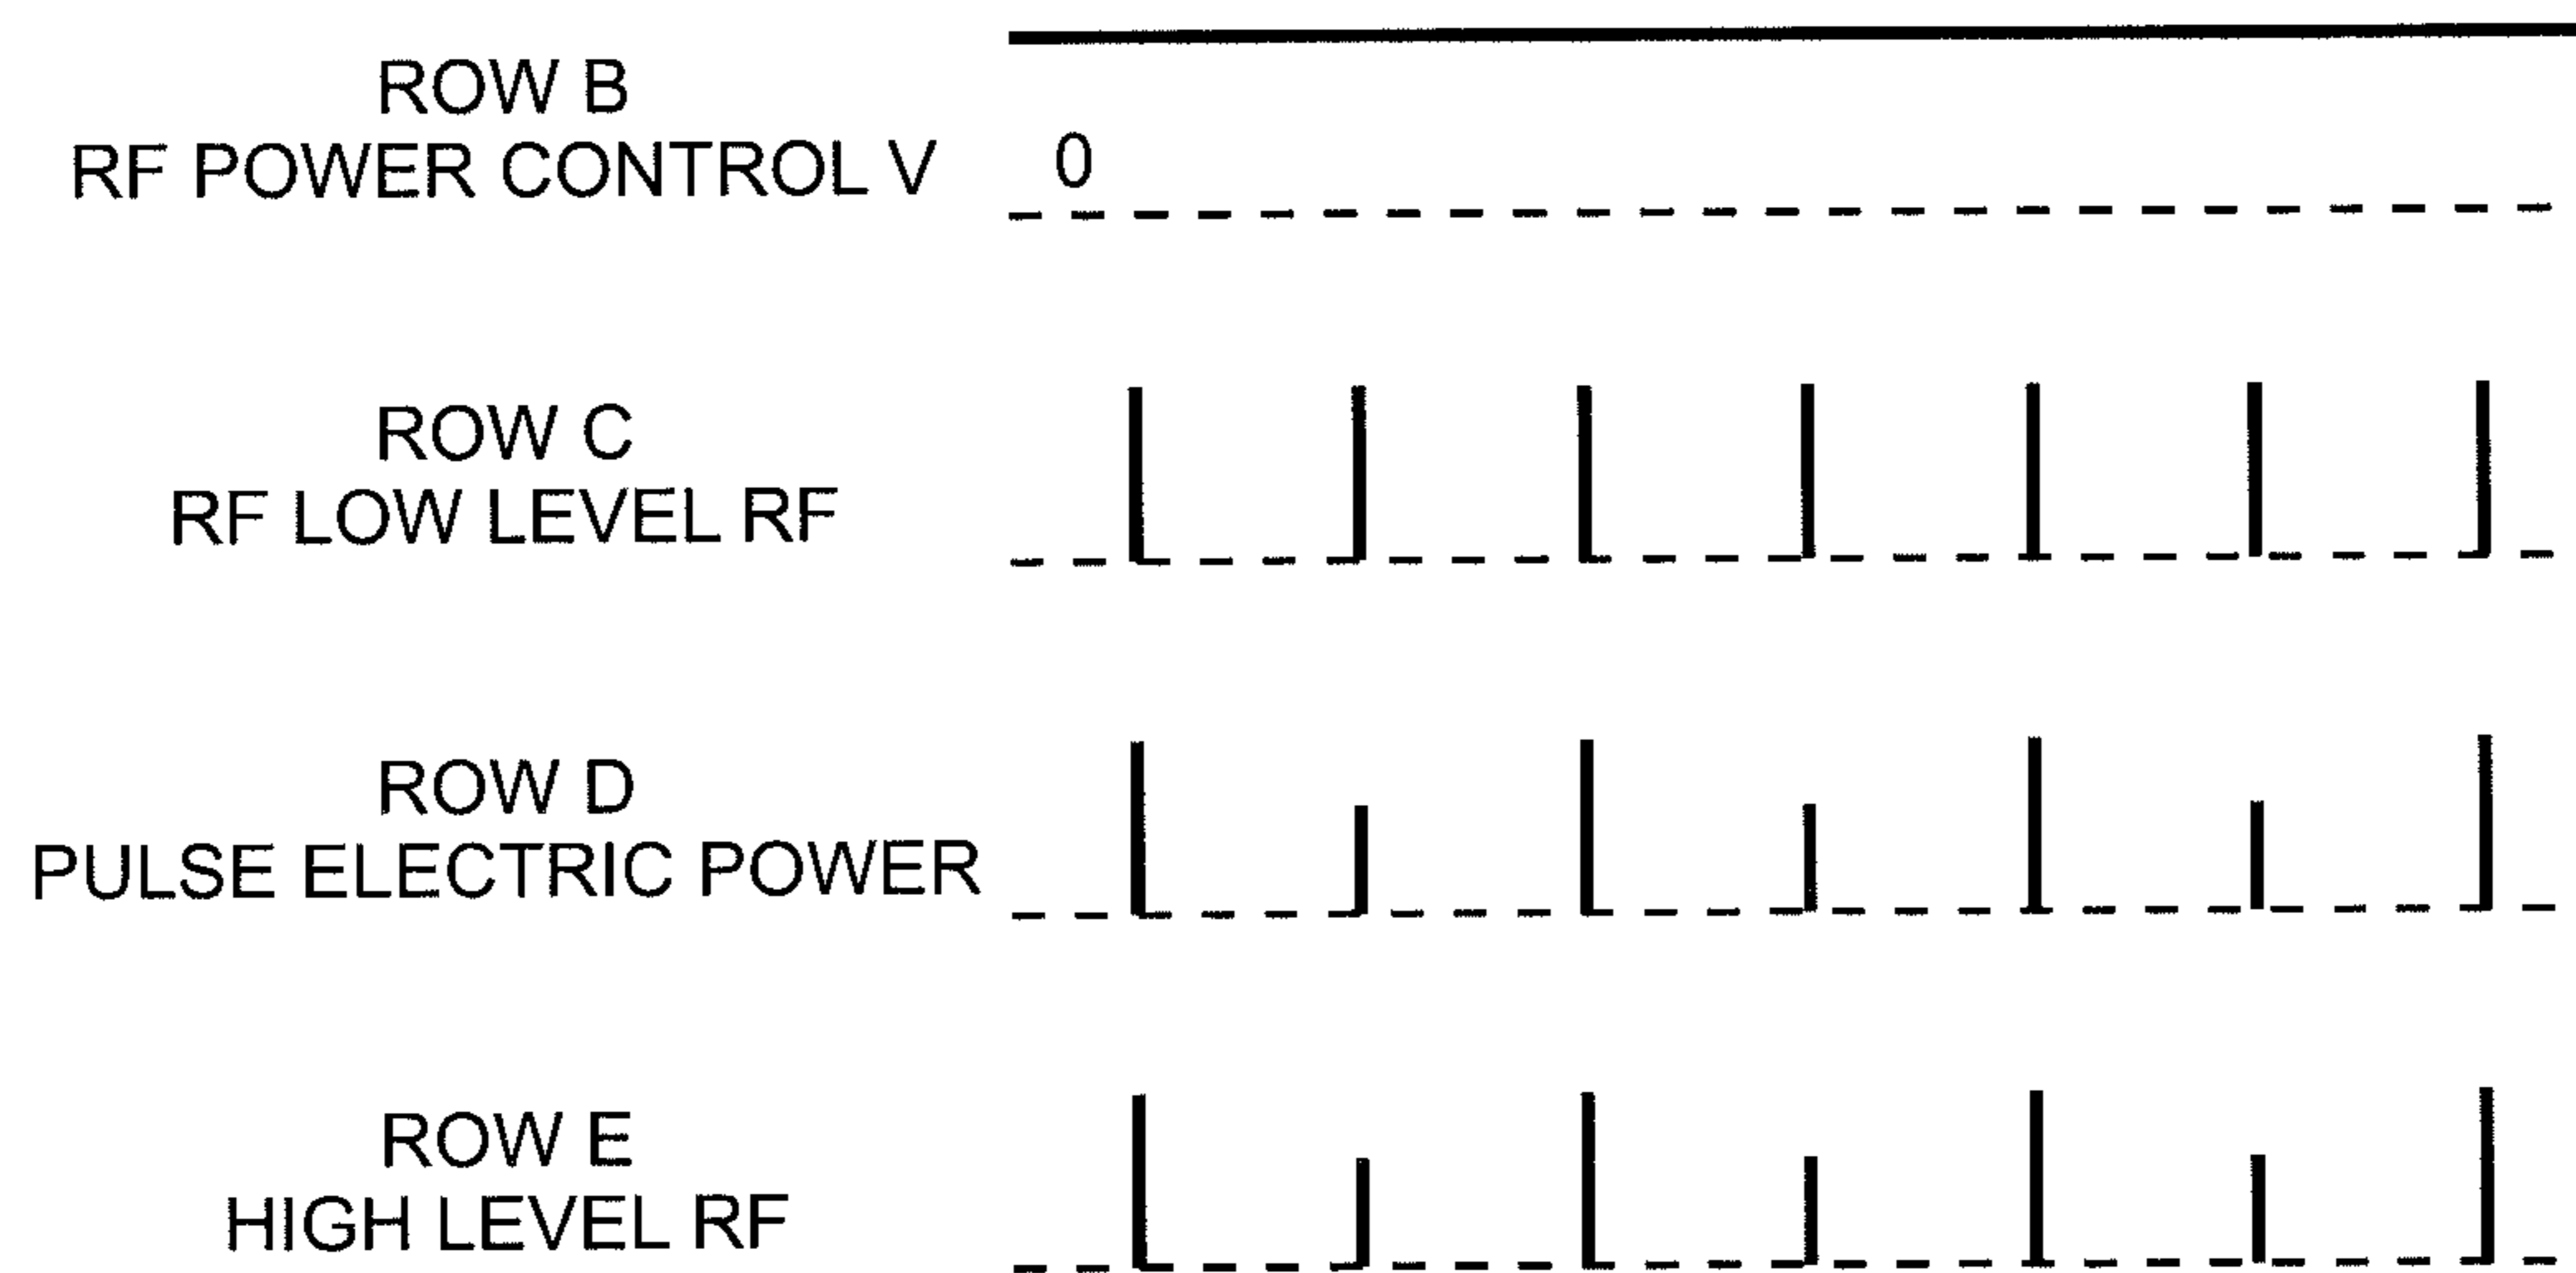 ROW B
RF POWER CONTROL V
0
ROW C
RF LOW LEVEL RF
ROW D
PULSE ELECTRIC POWER
ROW E
HIGH LEVEL RF